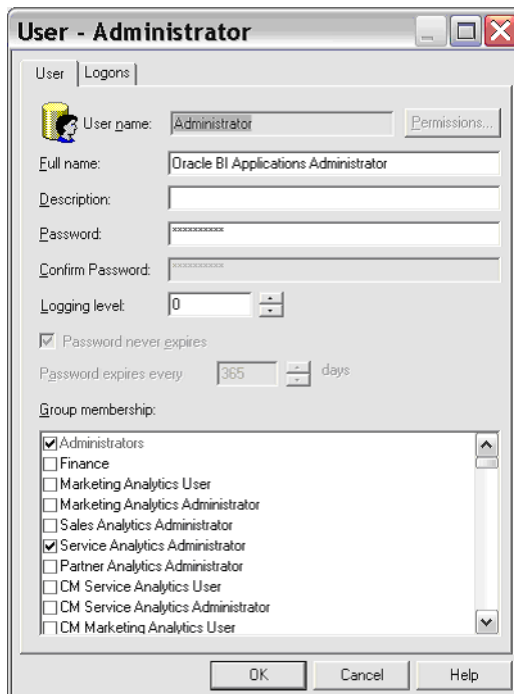 User - Administrator
User Logons
User name: Administrator Permissions...
Full name: Oracle BI Applications Administrator
Description:
Password: **********
Confirm Password: **********
Logging level: 0
Password never expires
Password expires every 365 days
Group membership:
Administrators
Finance
Marketing Analytics User
Marketing Analytics Administrator
Sales Analytics Administrator
Service Analytics Administrator
Partner Analytics Administrator
CM Service Analytics User
CM Service Analytics Administrator
CM Marketing Analytics User
OK Cancel Help